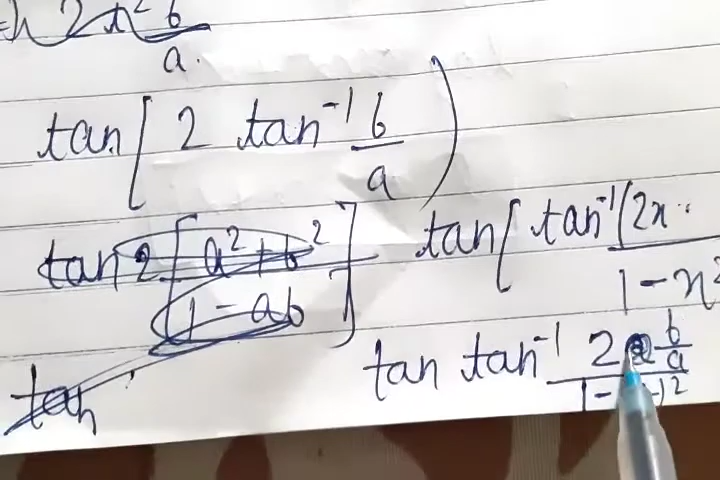 b
a.
tan [ 2 tan⁻¹ b/a )
tan 2 [ a² + b² / 1 - ab ]
tan [ tan⁻¹ ( 2x / 1 - x²
tan tan⁻¹ 2 b/a / 1 - ²
tan